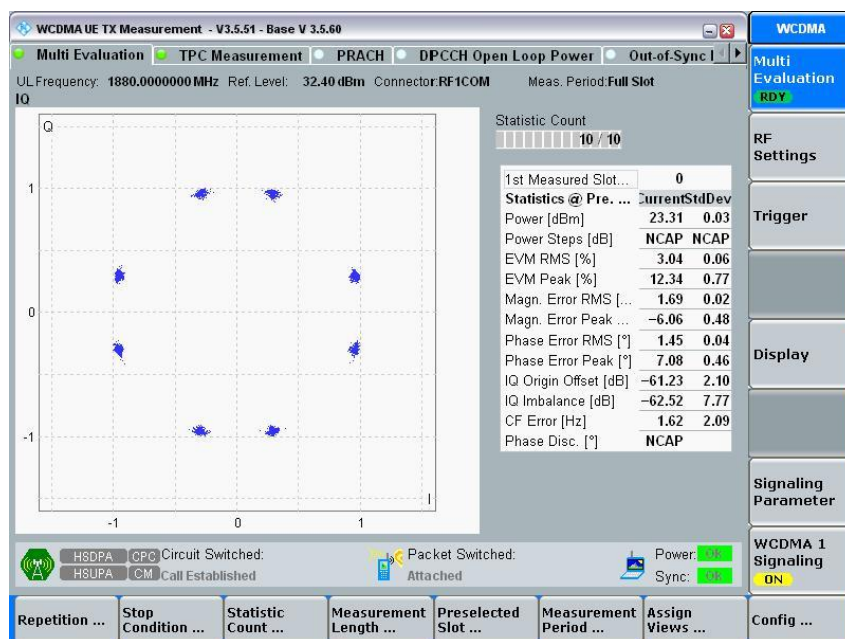 WCDMA UE TX Measurement - V3.5.51 - Base V 3.5.60
WCDMA
Multi Evaluation TPC Measurement PRACH DPCCH Open Loop Power Out-of-Sync
UL Frequency: 1880.0000000 MHz Ref. Level: 32.40 dBm Connector:RF1COM Meas. Period:Full Slot
IQ
Q
1
0
-1
I
-1 0 1
Statistic Count
10 / 10
1st Measured Slot... 0
Statistics @ Pre. ... Current StdDev
Power [dBm] 23.31 0.03
Power Steps [dB] NCAP NCAP
EVM RMS [%] 3.04 0.06
EVM Peak [%] 12.34 0.77
Magn. Error RMS [... 1.69 0.02
Magn. Error Peak ... −6.06 0.48
Phase Error RMS [°] 1.45 0.04
Phase Error Peak [°] 7.08 0.46
IQ Origin Offset [dB] −61.23 2.10
IQ Imbalance [dB] −62.52 7.77
CF Error [Hz] 1.62 2.09
Phase Disc. [°] NCAP
Multi
Evaluation
RDY
RF
Settings
Trigger
Display
Signaling
Parameter
WCDMA 1
Signaling
ON
HSDPA CPC Circuit Switched: Packet Switched: Power: OK
HSUPA CM Call Established Attached Sync: OK
Repetition ...
Stop
Condition ...
Statistic
Count ...
Measurement
Length ...
Preselected
Slot ...
Measurement
Period ...
Assign
Views ...
Config ...